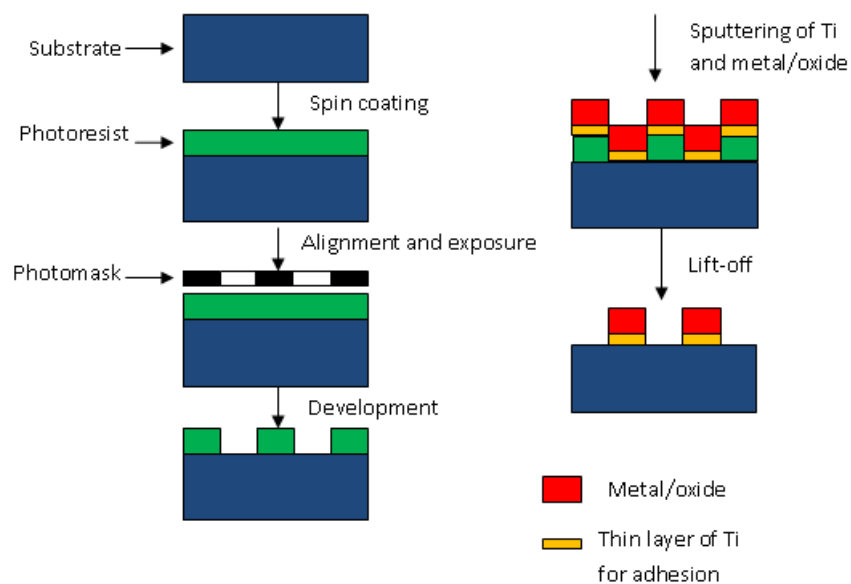 Substrate
Spin coating
Photoresist
Alignment and exposure
Photomask
Development
Sputtering of Ti
and metal/oxide
Lift-off
Metal/oxide
Thin layer of Ti
for adhesion